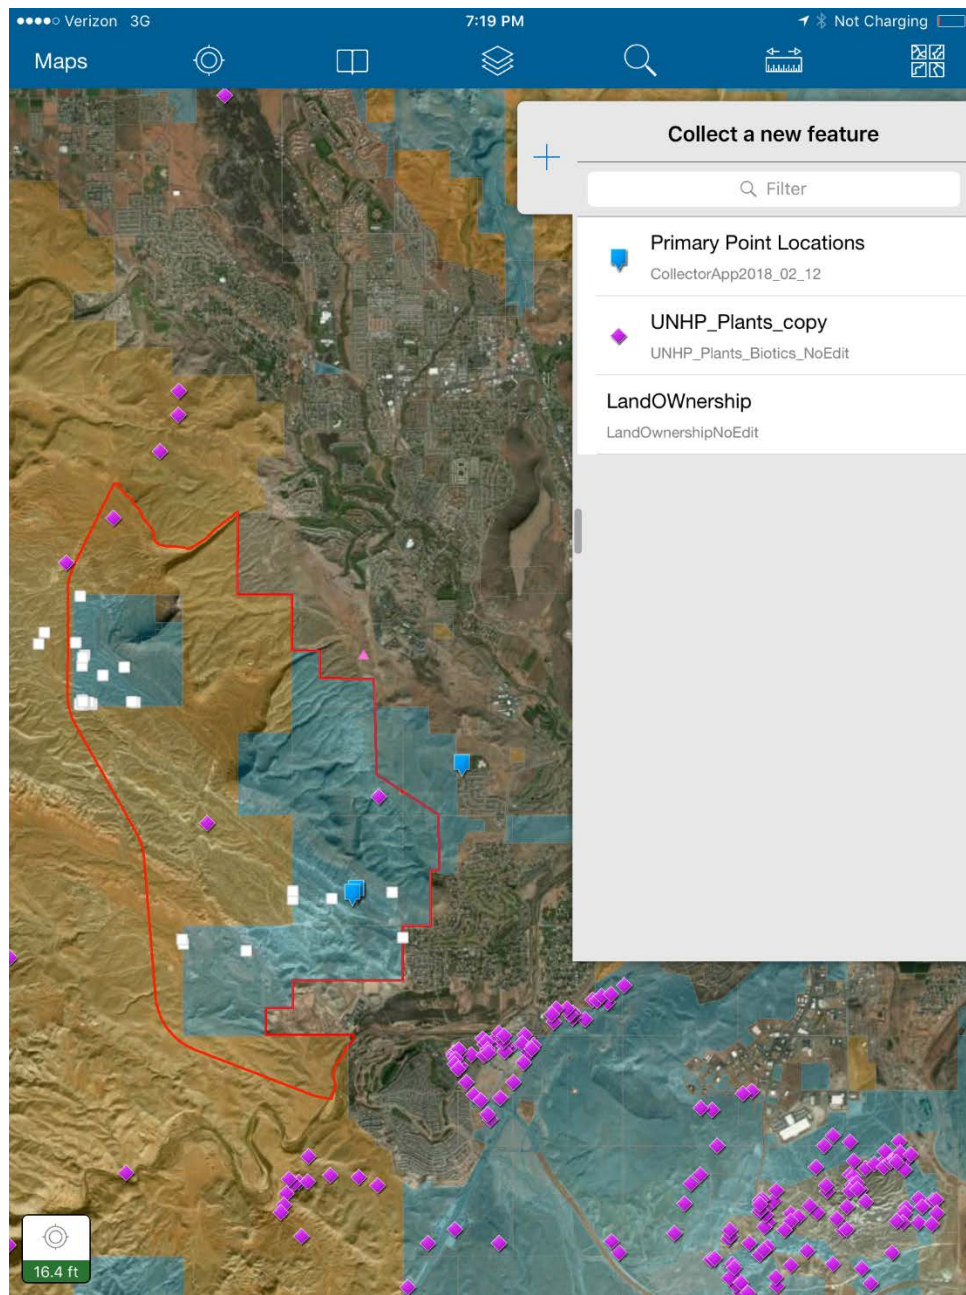 Verizon 3G 7:19 PM Not Charging
Maps
Collect a new feature
Filter
Primary Point Locations
CollectorApp2018_02_12
UNHP_Plants_copy
UNHP_Plants_Biotics_NoEdit
LandOWnership
LandOwnershipNoEdit
16.4 ft